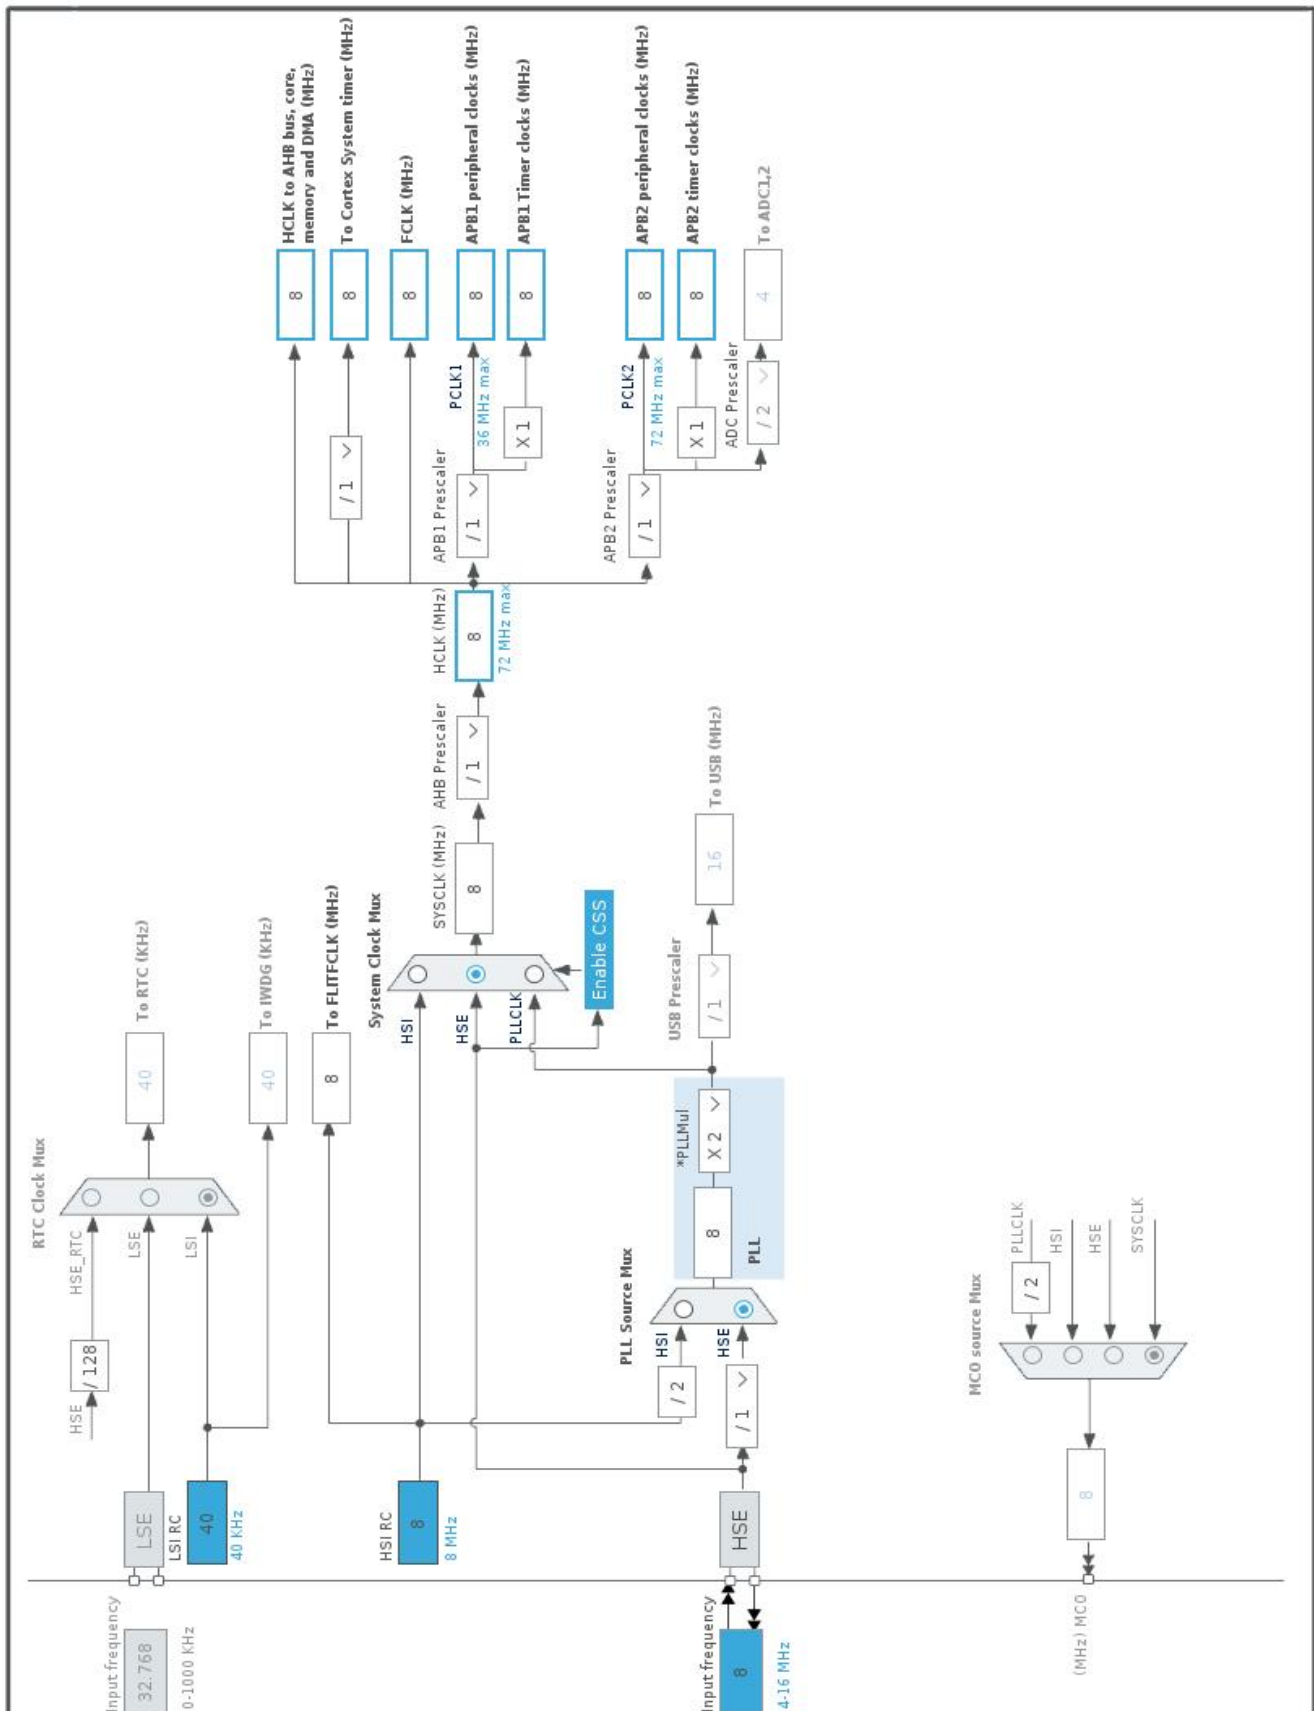 RTC Clock Mux
HSE
/ 128
HSE_RTC
LSE
LSI
40
To RTC (KHz)
Input frequency
32.768
0-1000 KHz
LSE
LSI RC
40
40 KHz
40
To IWDG (KHz)
8
To FLITFCLK (MHz)
HSI RC
8
8 MHz
System Clock Mux
HSI
HSE
PLLCLK
Enable CSS
SYSCLK (MHz)
8
AHB Prescaler
/ 1
HCLK (MHz)
8
72 MHz max
8
HCLK to AHB bus, core,
memory and DMA (MHz)
/ 1
8
To Cortex System timer (MHz)
8
FCLK (MHz)
APB1 Prescaler
/ 1
PCLK1
36 MHz max
8
APB1 peripheral clocks (MHz)
X 1
8
APB1 Timer clocks (MHz)
APB2 Prescaler
/ 1
PCLK2
72 MHz max
8
APB2 peripheral clocks (MHz)
X 1
8
APB2 timer clocks (MHz)
ADC Prescaler
/ 2
4
To ADC1,2
PLL Source Mux
HSI
/ 2
HSE
/ 1
8
*PLLMul
X 2
PLL
USB Prescaler
/ 1
16
To USB (MHz)
Input frequency
8
4-16 MHz
HSE
MCO source Mux
PLLCLK
/ 2
HSI
HSE
SYSCLK
8
(MHz) MCO